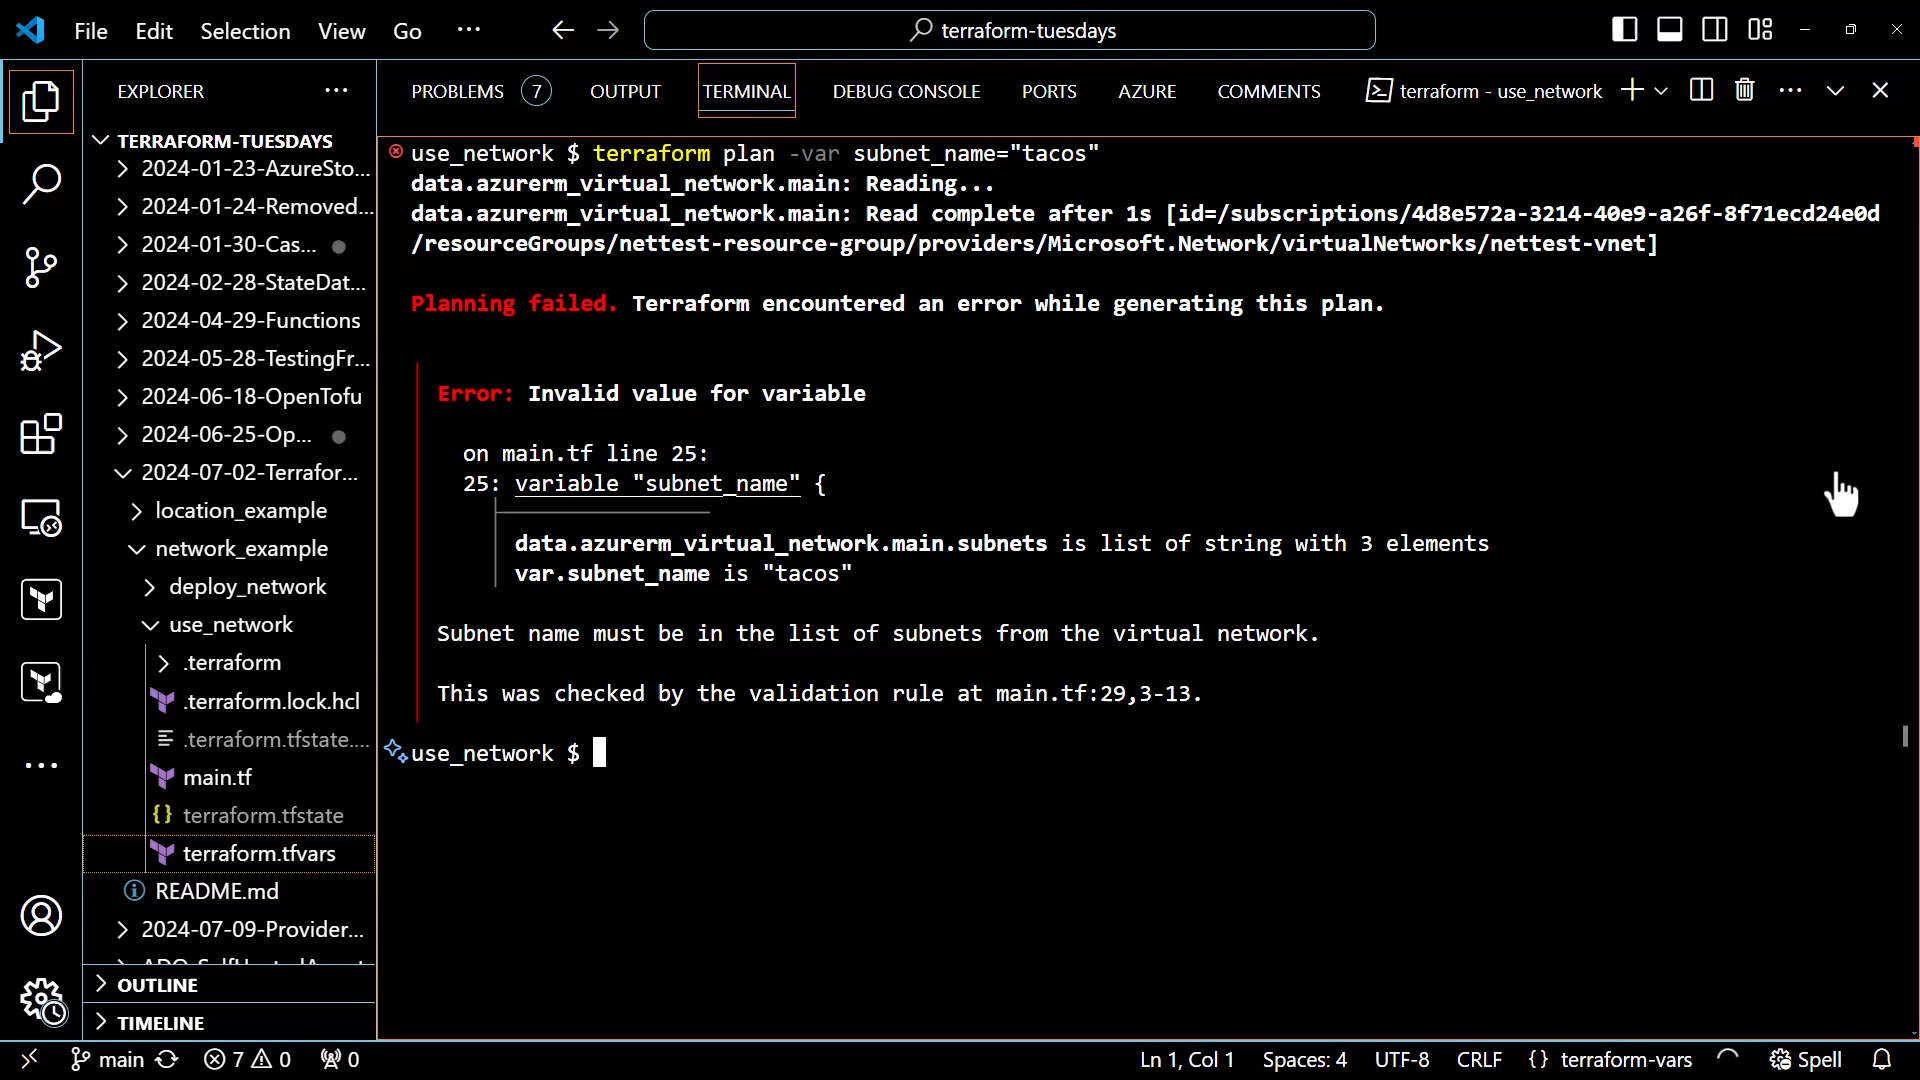 File Edit Selection View Go ··· terraform-tuesdays
EXPLORER ···
TERRAFORM-TUESDAYS
2024-01-23-AzureSto...
2024-01-24-Removed...
2024-01-30-Cas...
2024-02-28-StateDat...
2024-04-29-Functions
2024-05-28-TestingFr...
2024-06-18-OpenTofu
2024-06-25-Op...
2024-07-02-Terrafor...
location_example
network_example
deploy_network
use_network
.terraform
.terraform.lock.hcl
.terraform.tfstate....
main.tf
{} terraform.tfstate
terraform.tfvars
README.md
2024-07-09-Provider...
OUTLINE
TIMELINE
PROBLEMS 7 OUTPUT TERMINAL DEBUG CONSOLE PORTS AZURE COMMENTS terraform - use_network
use_network $ terraform plan -var subnet_name="tacos"
data.azurerm_virtual_network.main: Reading...
data.azurerm_virtual_network.main: Read complete after 1s [id=/subscriptions/4d8e572a-3214-40e9-a26f-8f71ecd24e0d
/resourceGroups/nettest-resource-group/providers/Microsoft.Network/virtualNetworks/nettest-vnet]
Planning failed. Terraform encountered an error while generating this plan.
Error: Invalid value for variable
on main.tf line 25:
25: variable "subnet_name" {
data.azurerm_virtual_network.main.subnets is list of string with 3 elements
var.subnet_name is "tacos"
Subnet name must be in the list of subnets from the virtual network.
This was checked by the validation rule at main.tf:29,3-13.
use_network $
main 7 0 0 Ln 1, Col 1 Spaces: 4 UTF-8 CRLF {} terraform-vars Spell